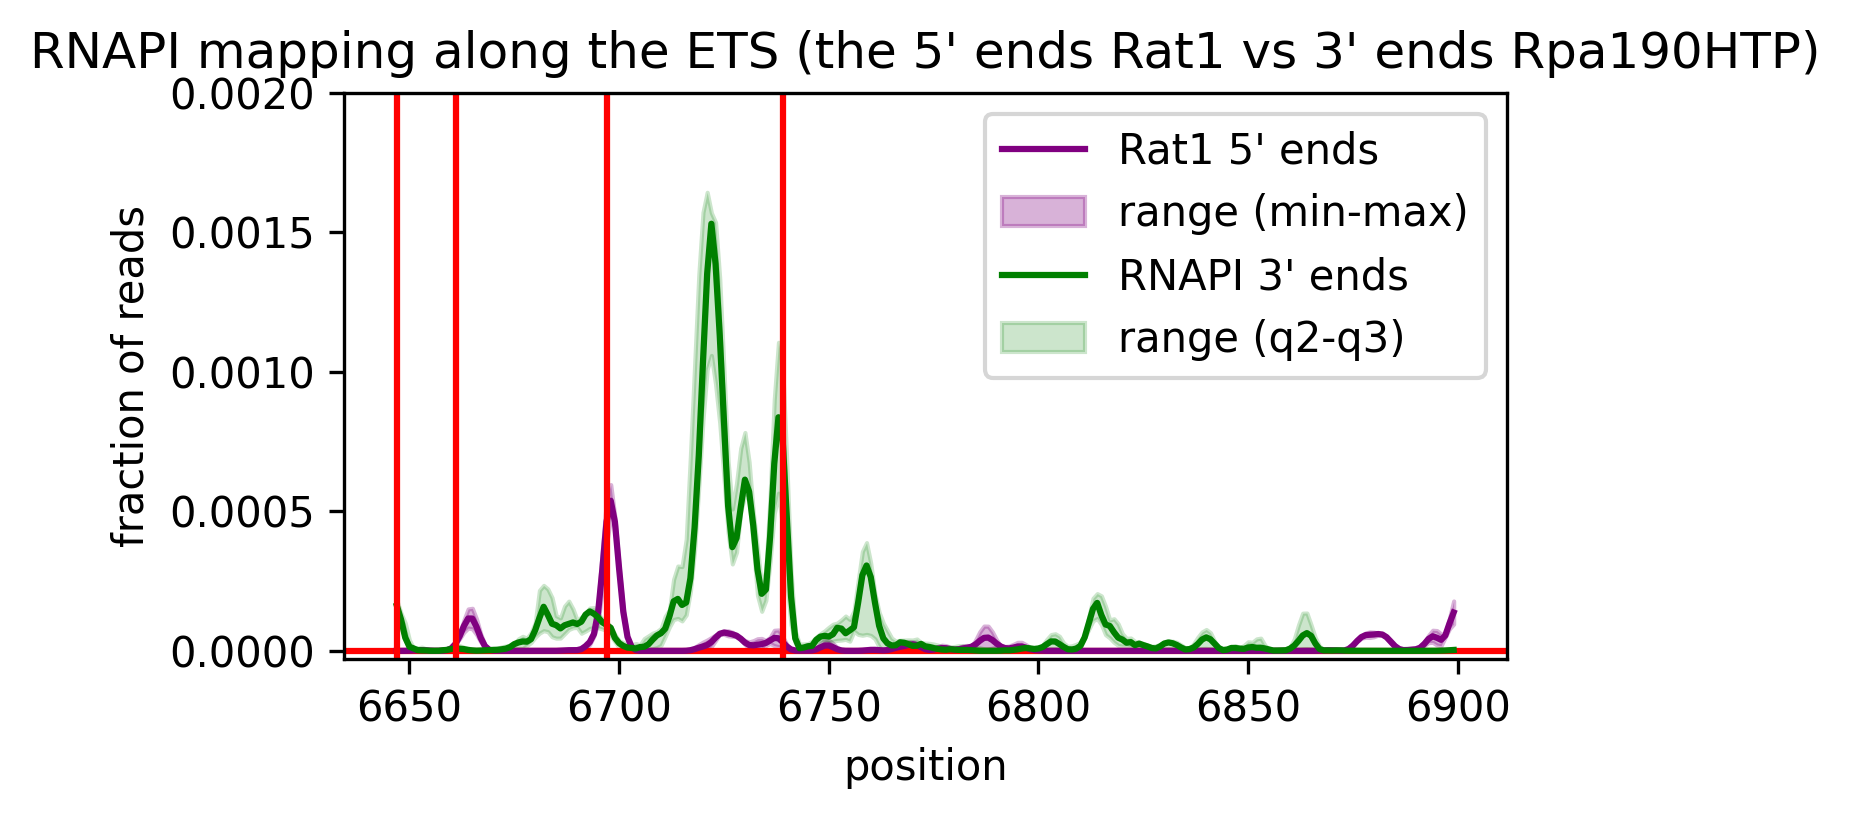 RNAPI mapping along the ETS (the 5' ends Rat1 vs 3' ends Rpa190HTP)
0.0020
0.0015
0.0010
0.0005
0.0000
fraction of reads
Rat1 5' ends
range (min-max)
RNAPI 3' ends
range (q2-q3)
6650 6700 6750 6800 6850 6900
position